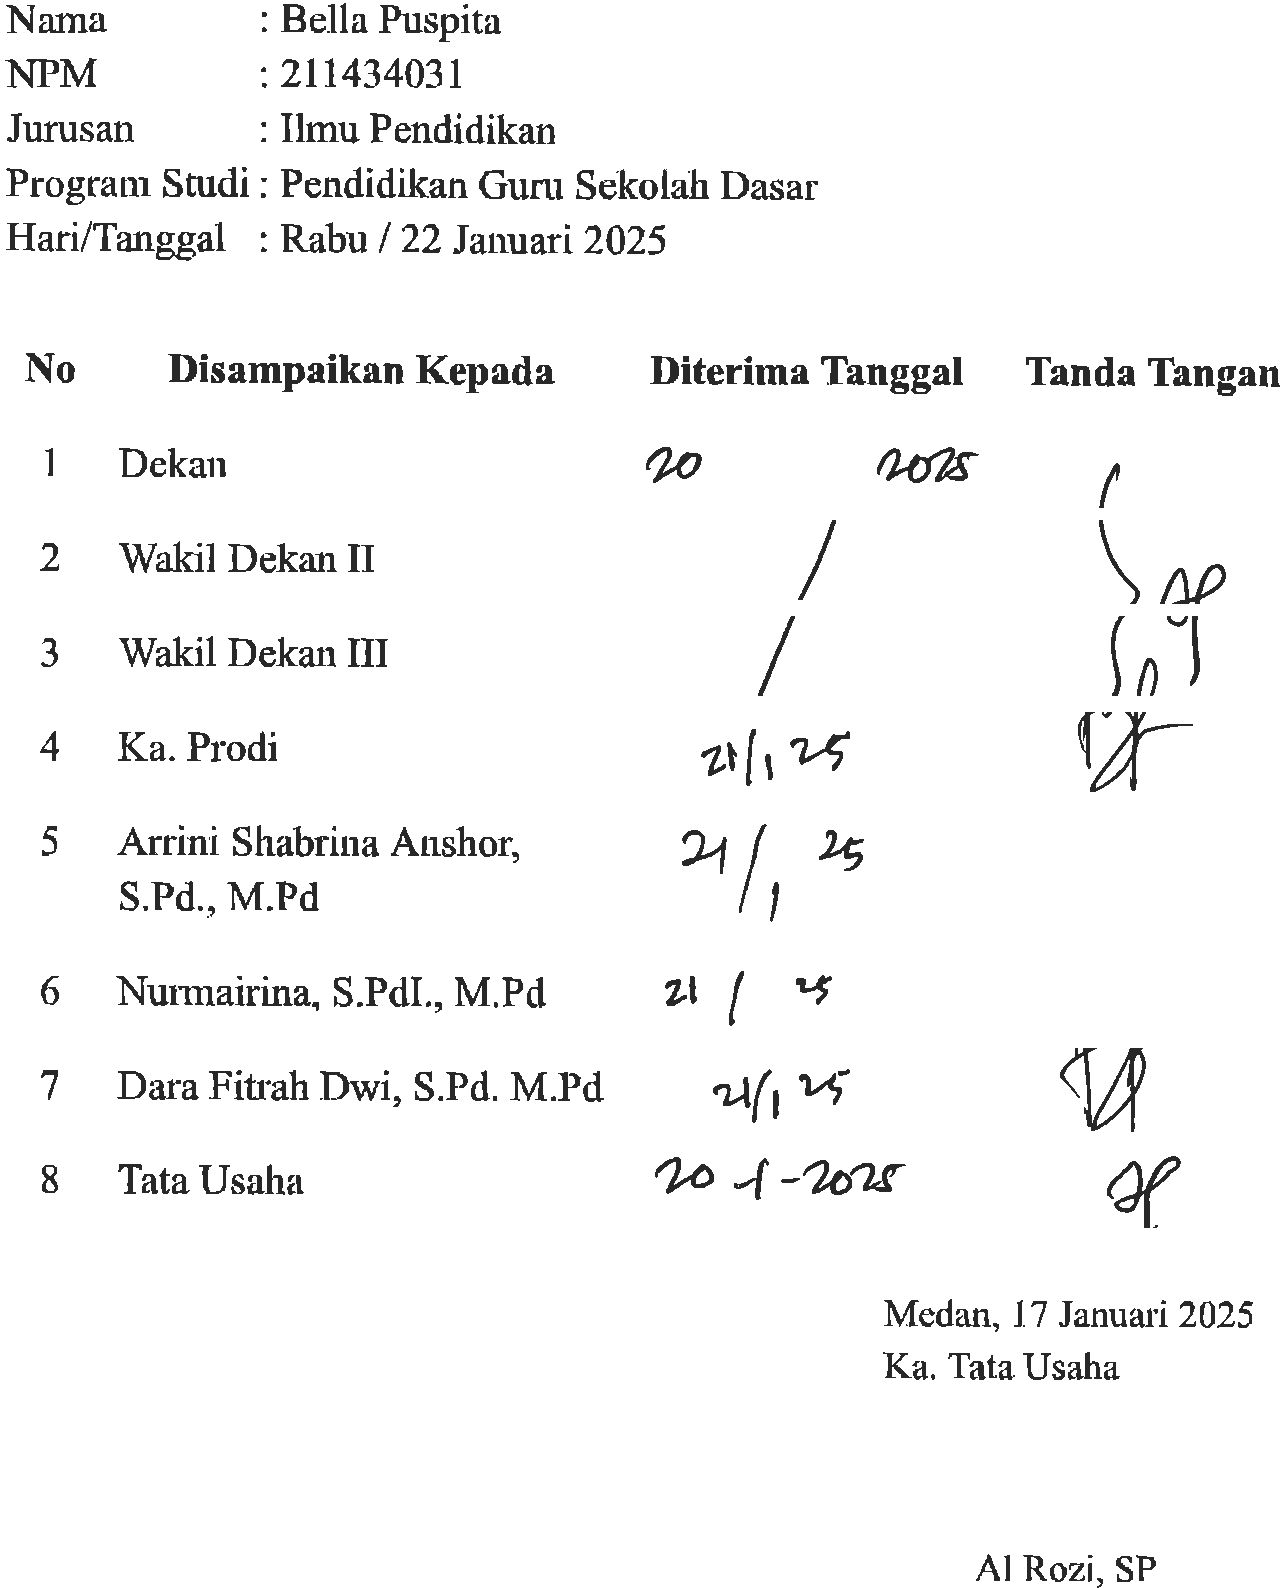 Nama : Bella Puspita
NPM : 211434031
Jurusan : Ilmu Pendidikan
Program Studi : Pendidikan Guru Sekolah Dasar
Hari/Tanggal : Rabu / 22 Januari 2025
No Disampaikan Kepada Diterima Tanggal Tanda Tangan
1 Dekan 20 2025
2 Wakil Dekan II /
3 Wakil Dekan III /
4 Ka. Prodi 21/1 25
5 Arrini Shabrina Anshor, 21/1 25
S.Pd., M.Pd
6 Nurmairina, S.PdI., M.Pd 21 / 25
7 Dara Fitrah Dwi, S.Pd. M.Pd 21/1 25
8 Tata Usaha 20-1-2025
Medan, 17 Januari 2025
Ka. Tata Usaha
Al Rozi, SP